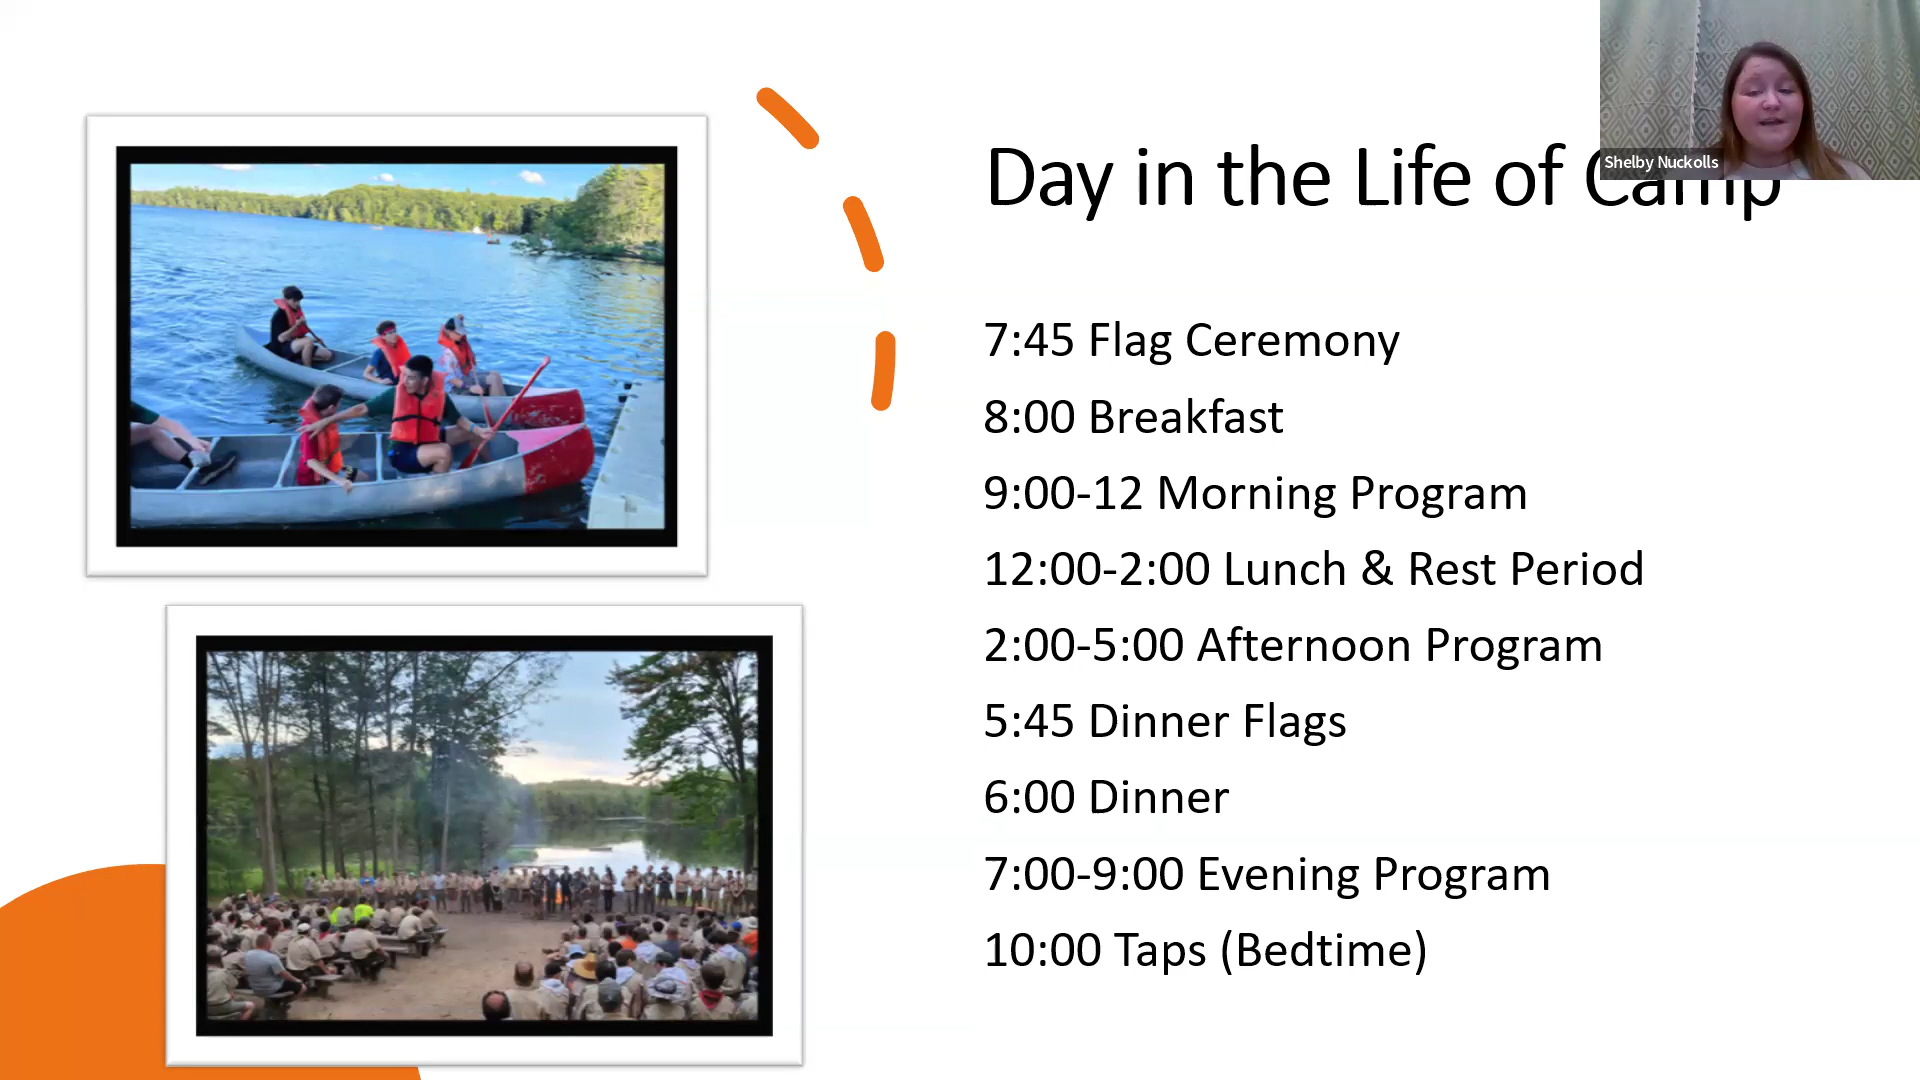 Shelby Nuckolls
Day in the Life of Camp
7:45 Flag Ceremony
8:00 Breakfast
9:00-12 Morning Program
12:00-2:00 Lunch & Rest Period
2:00-5:00 Afternoon Program
5:45 Dinner Flags
6:00 Dinner
7:00-9:00 Evening Program
10:00 Taps (Bedtime)